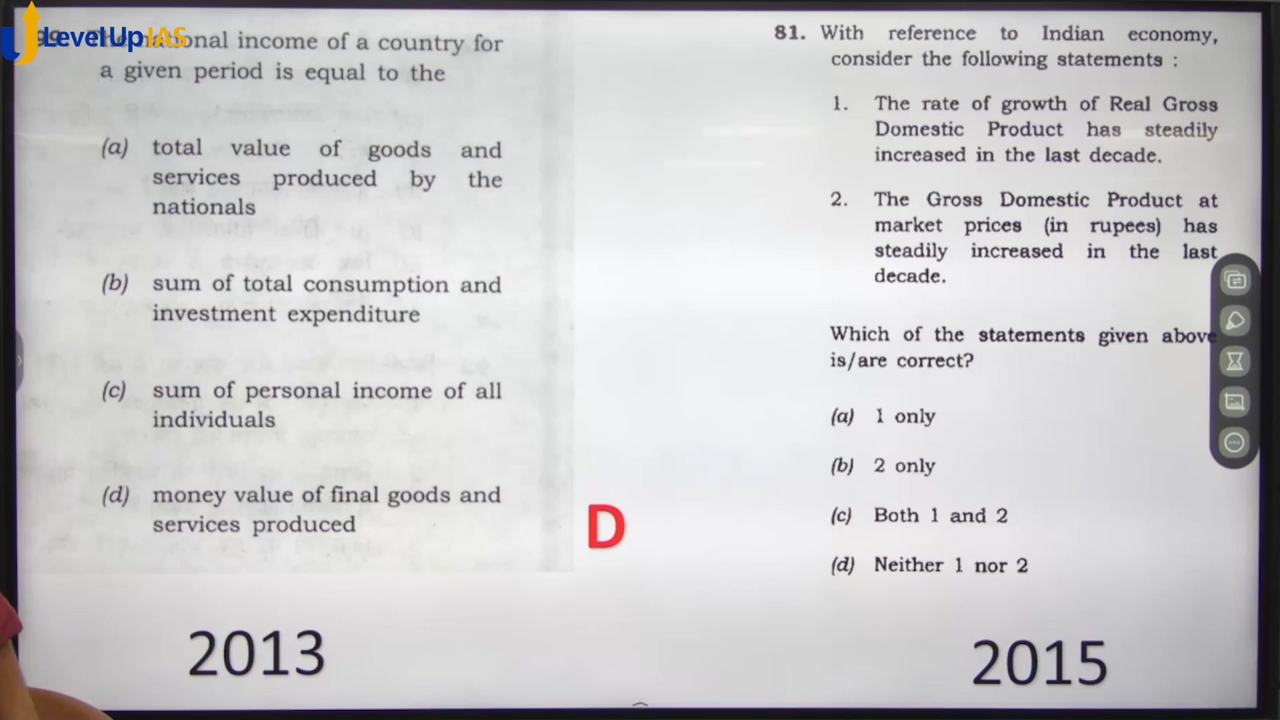 LevelUp IAS
national income of a country for
a given period is equal to the
(a) total value of goods and
services produced by the
nationals
(b) sum of total consumption and
investment expenditure
(c) sum of personal income of all
individuals
(d) money value of final goods and
services produced
D
2013
81. With reference to Indian economy,
consider the following statements :
1. The rate of growth of Real Gross
Domestic Product has steadily
increased in the last decade.
2. The Gross Domestic Product at
market prices (in rupees) has
steadily increased in the last
decade.
Which of the statements given above
is/are correct?
(a) 1 only
(b) 2 only
(c) Both 1 and 2
(d) Neither 1 nor 2
2015